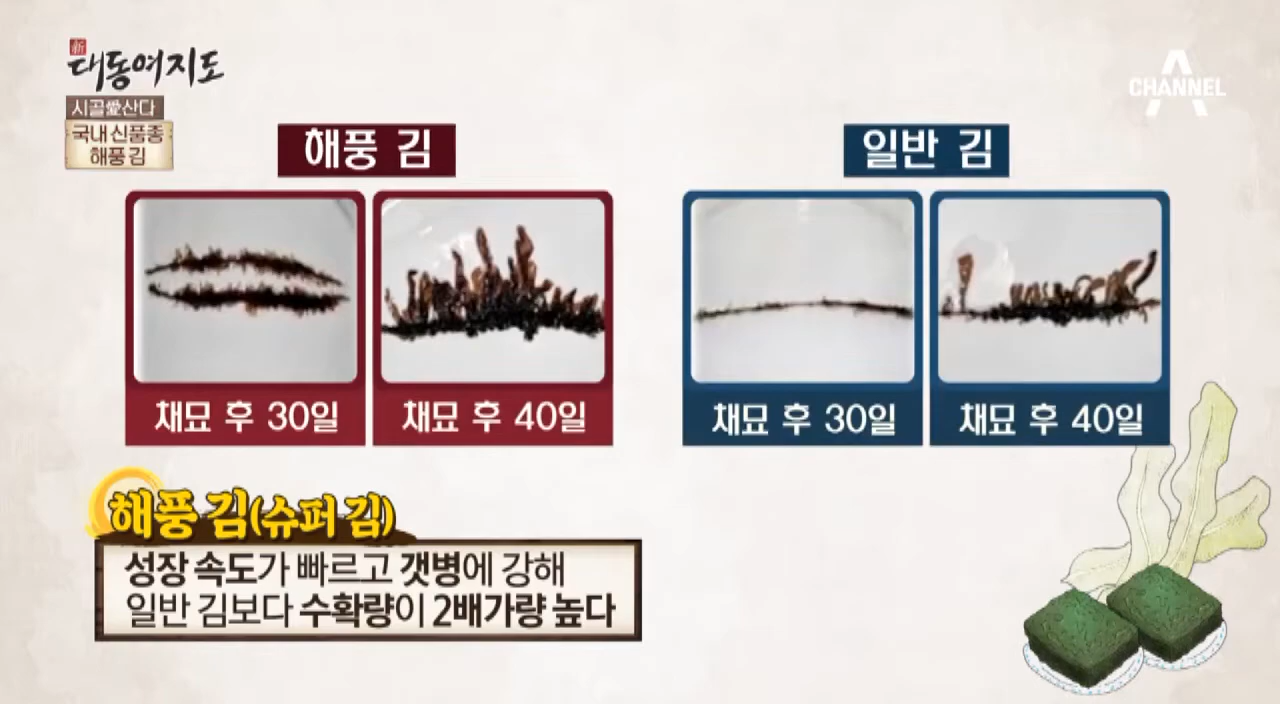 新
대동여지도
시골愛산다
국내 신품종
해풍 김
CHANNEL A
해풍 김
일반 김
채묘 후 30일
채묘 후 40일
채묘 후 30일
채묘 후 40일
해풍 김(슈퍼 김)
성장 속도가 빠르고 갯병에 강해
일반 김보다 수확량이 2배가량 높다